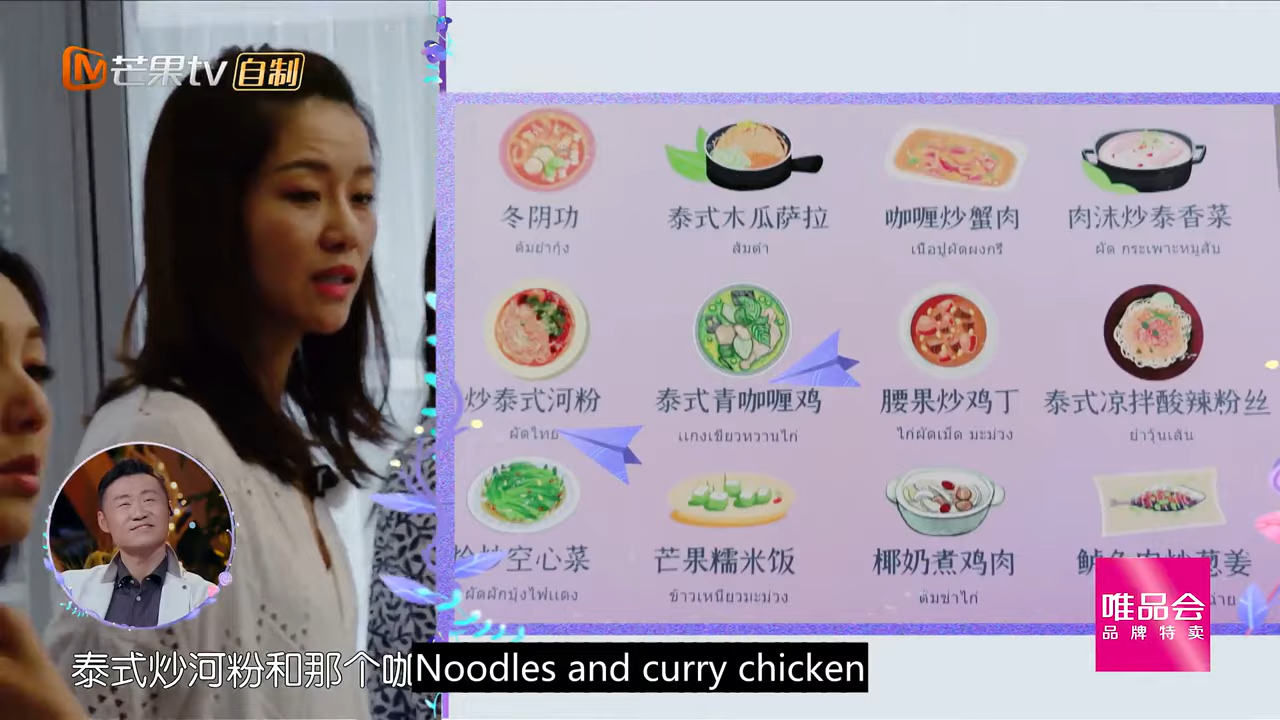 芒果tv 自制
冬阴功
ต้มยำกุ้ง
泰式木瓜萨拉
ส้มตำ
咖喱炒蟹肉
เนื้อปูผัดผงกรี
肉沫炒泰香菜
ผัด กระเพาะหมูสับ
炒泰式河粉
ผัดไทย
泰式青咖喱鸡
แกงเขียวหวานไก่
腰果炒鸡丁
ไก่ผัดเม็ด มะม่วง
泰式凉拌酸辣粉丝
ยำวุ้นเส้น
炒空心菜
ผัดผักบุ้งไฟแดง
芒果糯米饭
ข้าวเหนียวมะม่วง
椰奶煮鸡肉
ต้มข่าไก่
炒葱姜
唯品会
品牌特卖
泰式炒河粉和那个咖
Noodles and curry chicken